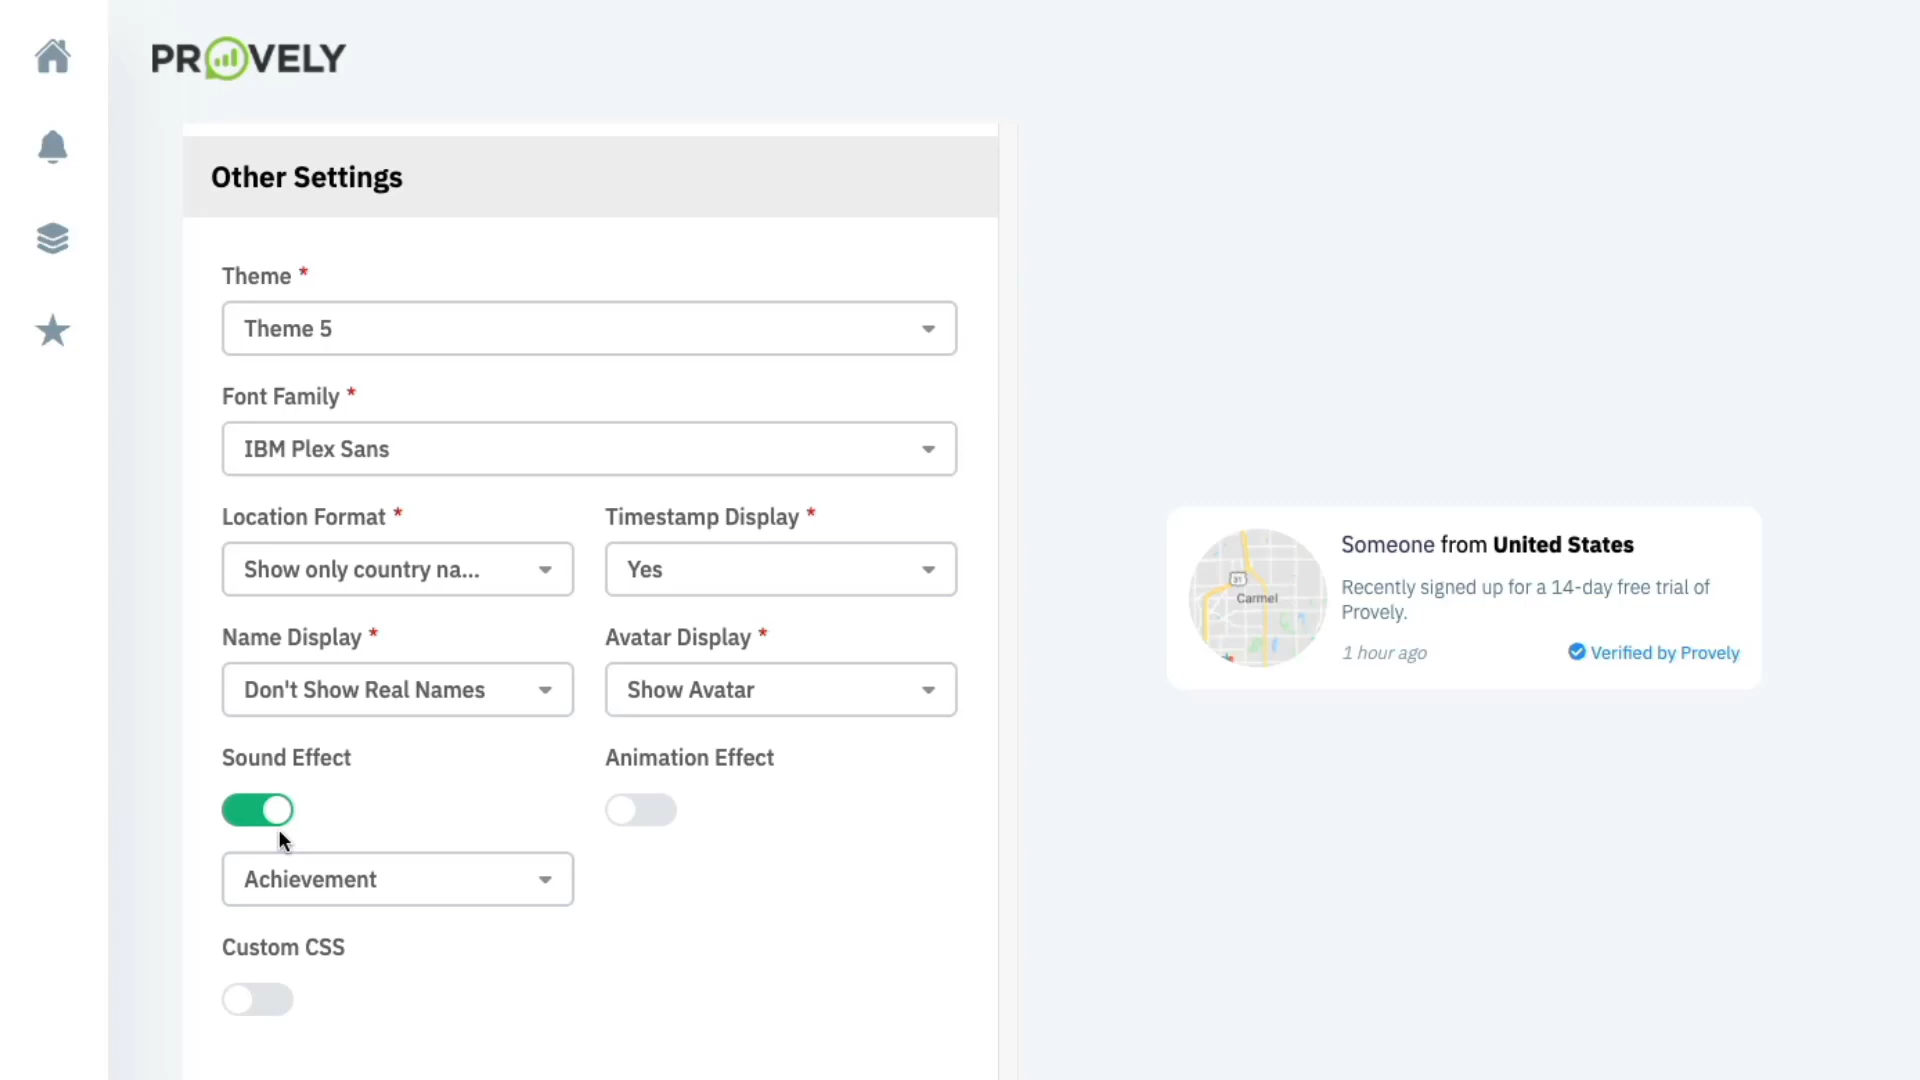 PROVELY
Other Settings
Theme *
Theme 5
Font Family *
IBM Plex Sans
Location Format *
Timestamp Display *
Show only country na...
Yes
Name Display *
Avatar Display *
Don't Show Real Names
Show Avatar
Sound Effect
Animation Effect
Achievement
Custom CSS
31
Carmel
Someone from United States
Recently signed up for a 14-day free trial of
Provely.
1 hour ago
Verified by Provely